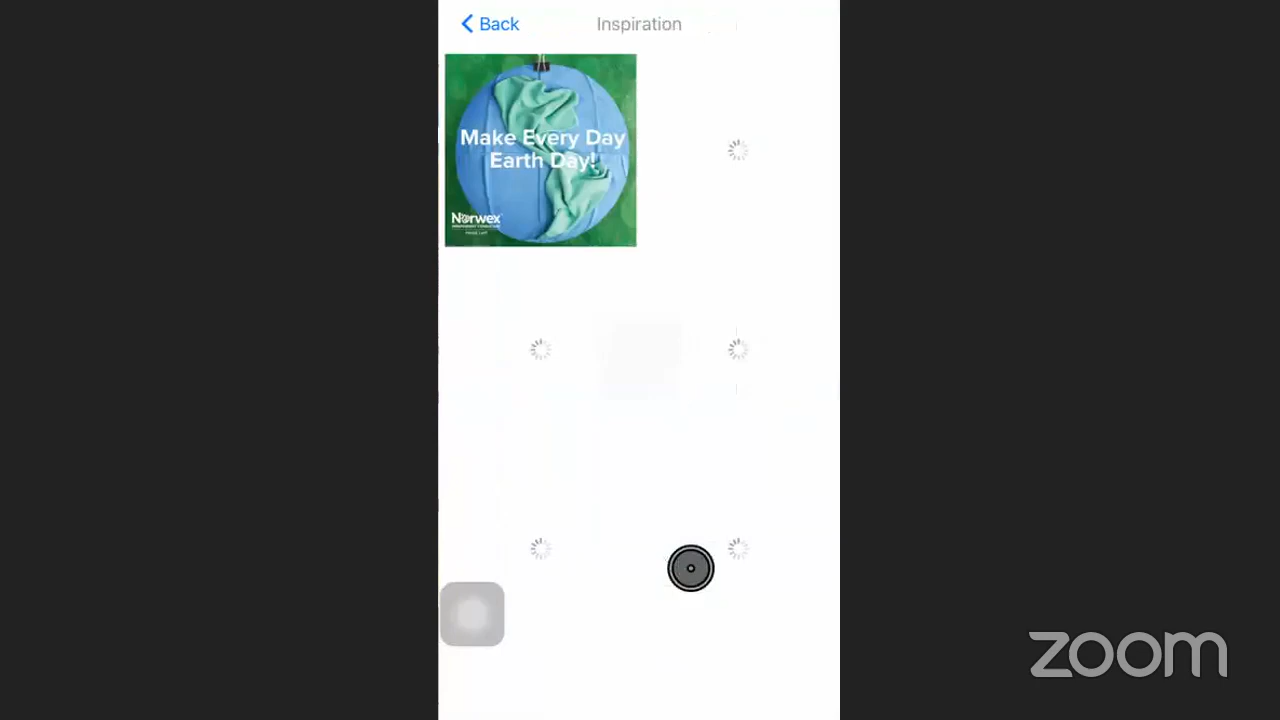 Back
Inspiration
Make Every Day
Earth Day!
Norwex
zoom